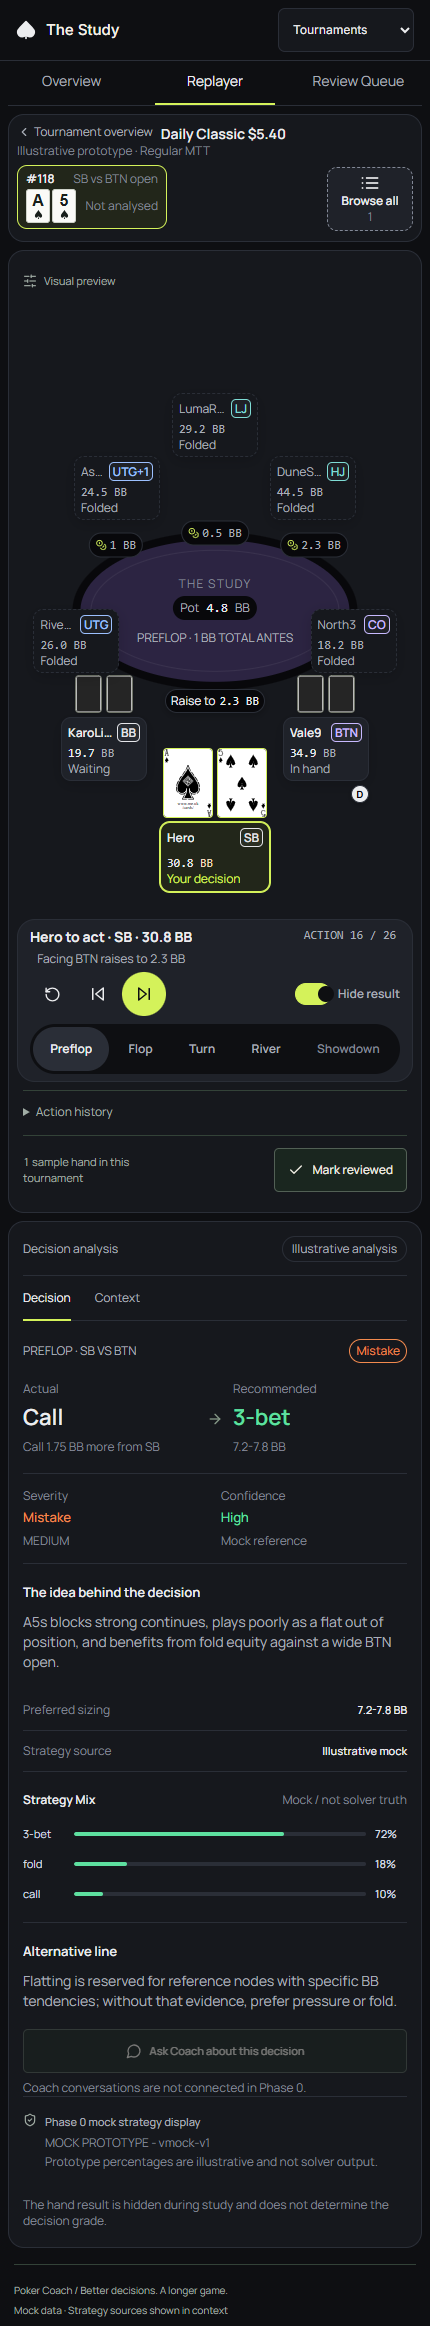 The Study
Tournaments
Overview
Replayer
Review Queue
Tournament overview
Daily Classic $5.40
Illustrative prototype · Regular MTT
#118
SB vs BTN open
A
5
Not analysed
Browse all
1
Visual preview
LumaR...
LJ
29.2 BB
Folded
As...
UTG+1
24.5 BB
Folded
DuneS...
HJ
44.5 BB
Folded
1 BB
0.5 BB
2.3 BB
THE STUDY
Pot 4.8 BB
PREFLOP · 1 BB TOTAL ANTES
Rive...
UTG
26.0 BB
Folded
North3
CO
18.2 BB
Folded
Raise to 2.3 BB
KaroLi...
BB
19.7 BB
Waiting
Vale9
BTN
34.9 BB
In hand
D
A
5
Hero
SB
30.8 BB
Your decision
Hero to act · SB · 30.8 BB
ACTION 16 / 26
Facing BTN raises to 2.3 BB
Hide result
Preflop
Flop
Turn
River
Showdown
Action history
1 sample hand in this
tournament
Mark reviewed
Decision analysis
Illustrative analysis
Decision
Context
PREFLOP · SB VS BTN
Mistake
Actual
Recommended
Call
3-bet
Call 1.75 BB more from SB
7.2-7.8 BB
Severity
Confidence
Mistake
High
MEDIUM
Mock reference
The idea behind the decision
A5s blocks strong continues, plays poorly as a flat out of
position, and benefits from fold equity against a wide BTN
open.
Preferred sizing
7.2-7.8 BB
Strategy source
Illustrative mock
Strategy Mix
Mock / not solver truth
3-bet
72%
fold
18%
call
10%
Alternative line
Flatting is reserved for reference nodes with specific BB
tendencies; without that evidence, prefer pressure or fold.
Ask Coach about this decision
Coach conversations are not connected in Phase 0.
Phase 0 mock strategy display
MOCK PROTOTYPE - vmock-v1
Prototype percentages are illustrative and not solver output.
The hand result is hidden during study and does not determine the
decision grade.
Poker Coach / Better decisions. A longer game.
Mock data · Strategy sources shown in context